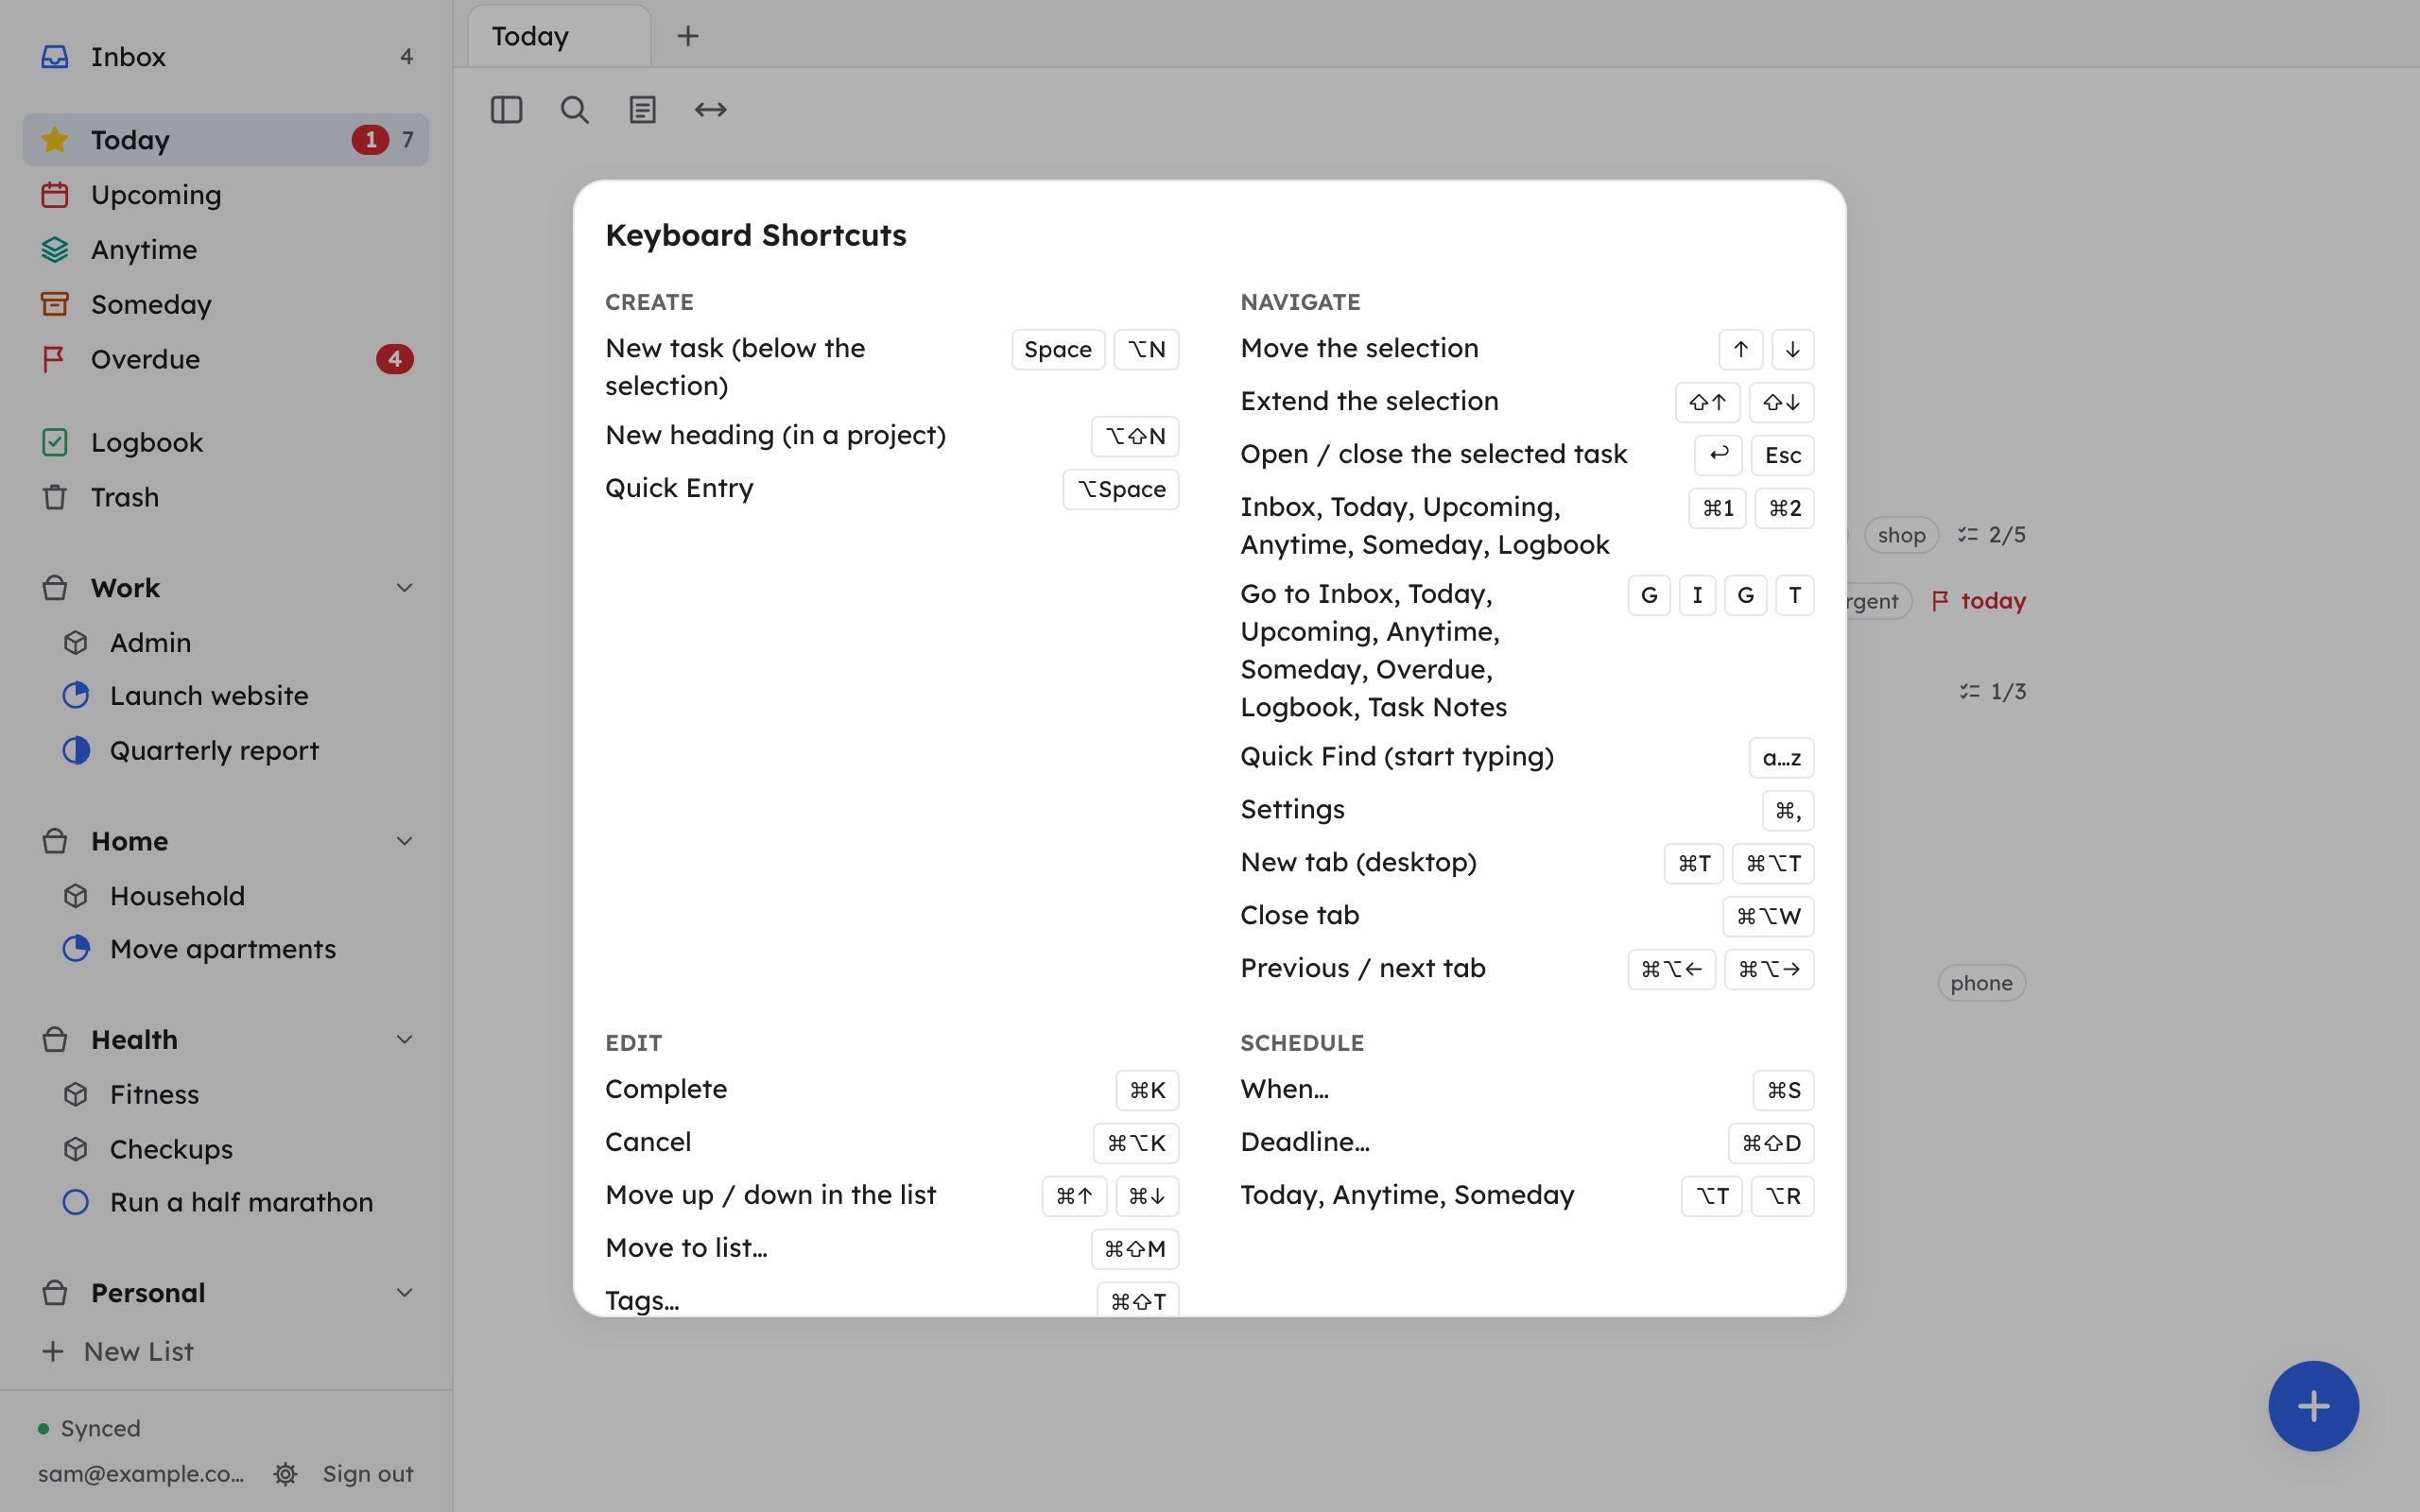 Inbox 4
Today 1 7
Upcoming
Anytime
Someday
Overdue 4
Logbook
Trash
Work
Admin
Launch website
Quarterly report
Home
Household
Move apartments
Health
Fitness
Checkups
Run a half marathon
Personal
+ New List
Synced
sam@example.co… Sign out
Today +
Keyboard Shortcuts
CREATE
New task (below the Space ⌥N
selection)
New heading (in a project) ⌥⇧N
Quick Entry ⌥Space
NAVIGATE
Move the selection ↑ ↓
Extend the selection ⇧↑ ⇧↓
Open / close the selected task ↩ Esc
Inbox, Today, Upcoming, ⌘1 ⌘2
Anytime, Someday, Logbook
Go to Inbox, Today, G I G T
Upcoming, Anytime,
Someday, Overdue,
Logbook, Task Notes
Quick Find (start typing) a…z
Settings ⌘,
New tab (desktop) ⌘T ⌘⌥T
Close tab ⌘⌥W
Previous / next tab ⌘⌥← ⌘⌥→
EDIT
Complete ⌘K
Cancel ⌘⌥K
Move up / down in the list ⌘↑ ⌘↓
Move to list… ⌘⇧M
Tags… ⌘⇧T
SCHEDULE
When… ⌘S
Deadline… ⌘⇧D
Today, Anytime, Someday ⌥T ⌥R
shop 2/5
rgent today
1/3
phone